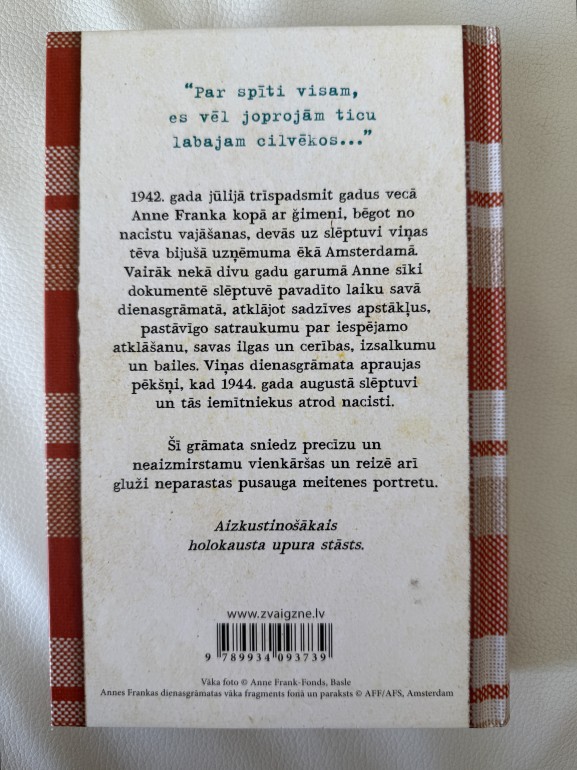 “Par spīti visam,
es vēl joprojām ticu
labajam cilvēkos...”
1942. gada jūlijā trīspadsmit gadus vecā
Anne Franka kopā ar ģimeni, bēgot no
nacistu vajāšanas, devās uz slēptuvi viņas
tēva bijušā uzņēmuma ēkā Amsterdamā.
Vairāk nekā divu gadu garumā Anne sīki
dokumentē slēptuvē pavadīto laiku savā
dienasgrāmatā, atklājot sadzīves apstākļus,
pastāvīgo satraukumu par iespējamo
atklāšanu, savas ilgas un cerības, izsalkumu
un bailes. Viņas dienasgrāmata apraujas
pēkšņi, kad 1944. gada augustā slēptuvi
un tās iemītniekus atrod nacisti.
Šī grāmata sniedz precīzu un
neaizmirstamu vienkāršas un reizē arī
gluži neparastas pusauga meitenes portretu.
Aizkustinošākais
holokausta upura stāsts.
www.zvaigzne.lv
9 789934 093739
Vāka foto © Anne Frank-Fonds, Basle
Annes Frankas dienasgrāmatas vāka fragments fonā un paraksts © AFF/AFS, Amsterdam